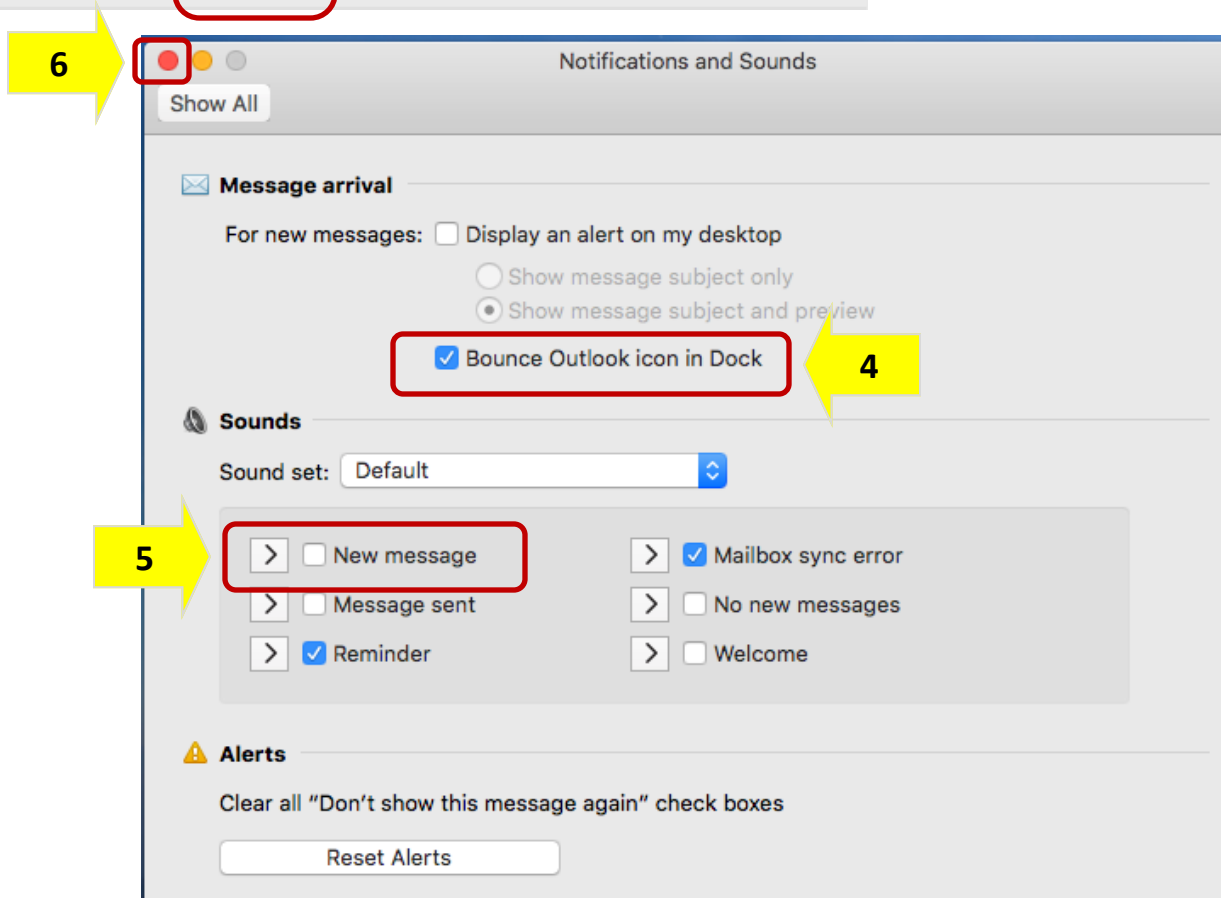 6
Notifications and Sounds
Show All
Message arrival
For new messages: Display an alert on my desktop
Show message subject only
Show message subject and preview
Bounce Outlook icon in Dock
4
Sounds
Sound set: Default
5
New message Mailbox sync error
Message sent No new messages
Reminder Welcome
Alerts
Clear all “Don’t show this message again” check boxes
Reset Alerts